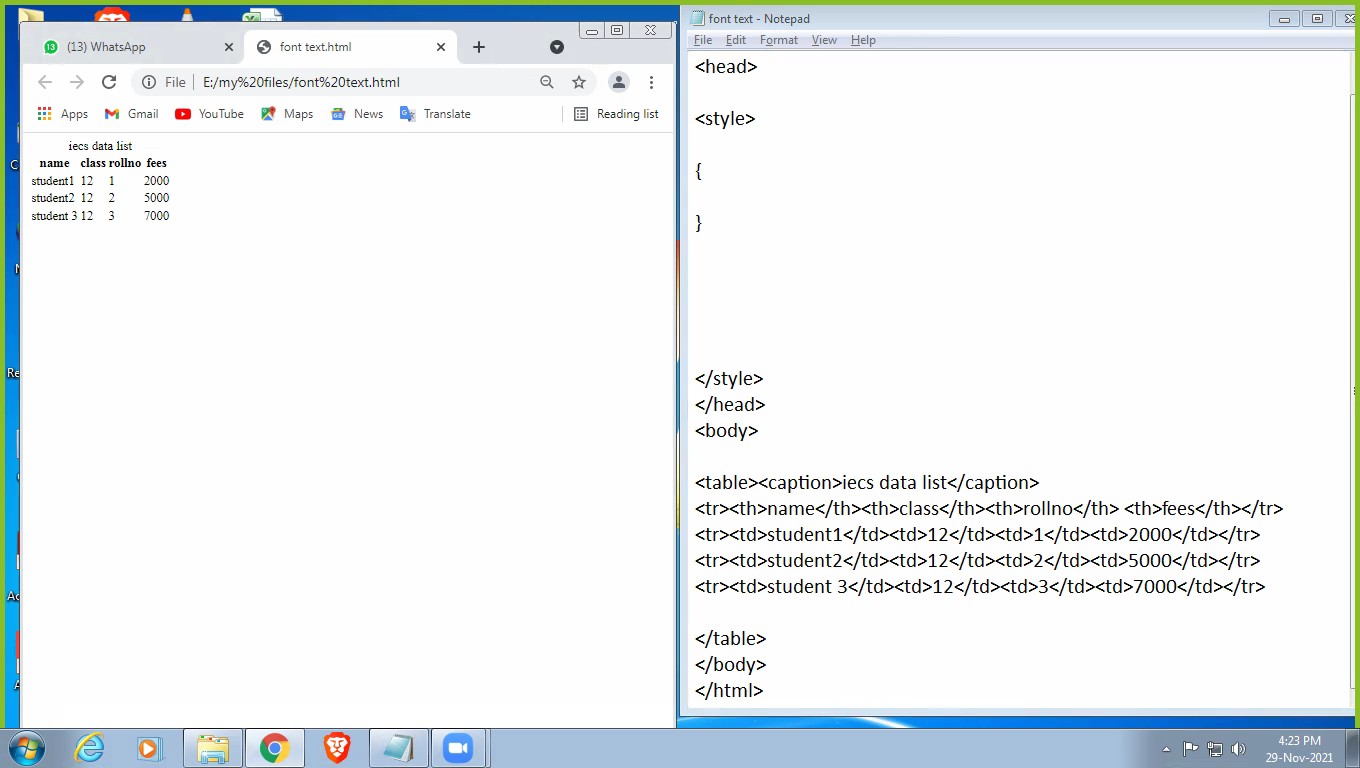 (13) WhatsApp
font text.html
File
E:/my%20files/font%20text.html
Apps
Gmail
YouTube
Maps
News
Translate
Reading list
iecs data list
name class rollno fees
student1 12 1 2000
student2 12 2 5000
student 3 12 3 7000
font text - Notepad
File Edit Format View Help
<head>
<style>
{
}
</style>
</head>
<body>
<table><caption>iecs data list</caption>
<tr><th>name</th><th>class</th><th>rollno</th> <th>fees</th></tr>
<tr><td>student1</td><td>12</td><td>1</td><td>2000</td></tr>
<tr><td>student2</td><td>12</td><td>2</td><td>5000</td></tr>
<tr><td>student 3</td><td>12</td><td>3</td><td>7000</td></tr>
</table>
</body>
</html>
4:23 PM
29-Nov-2021